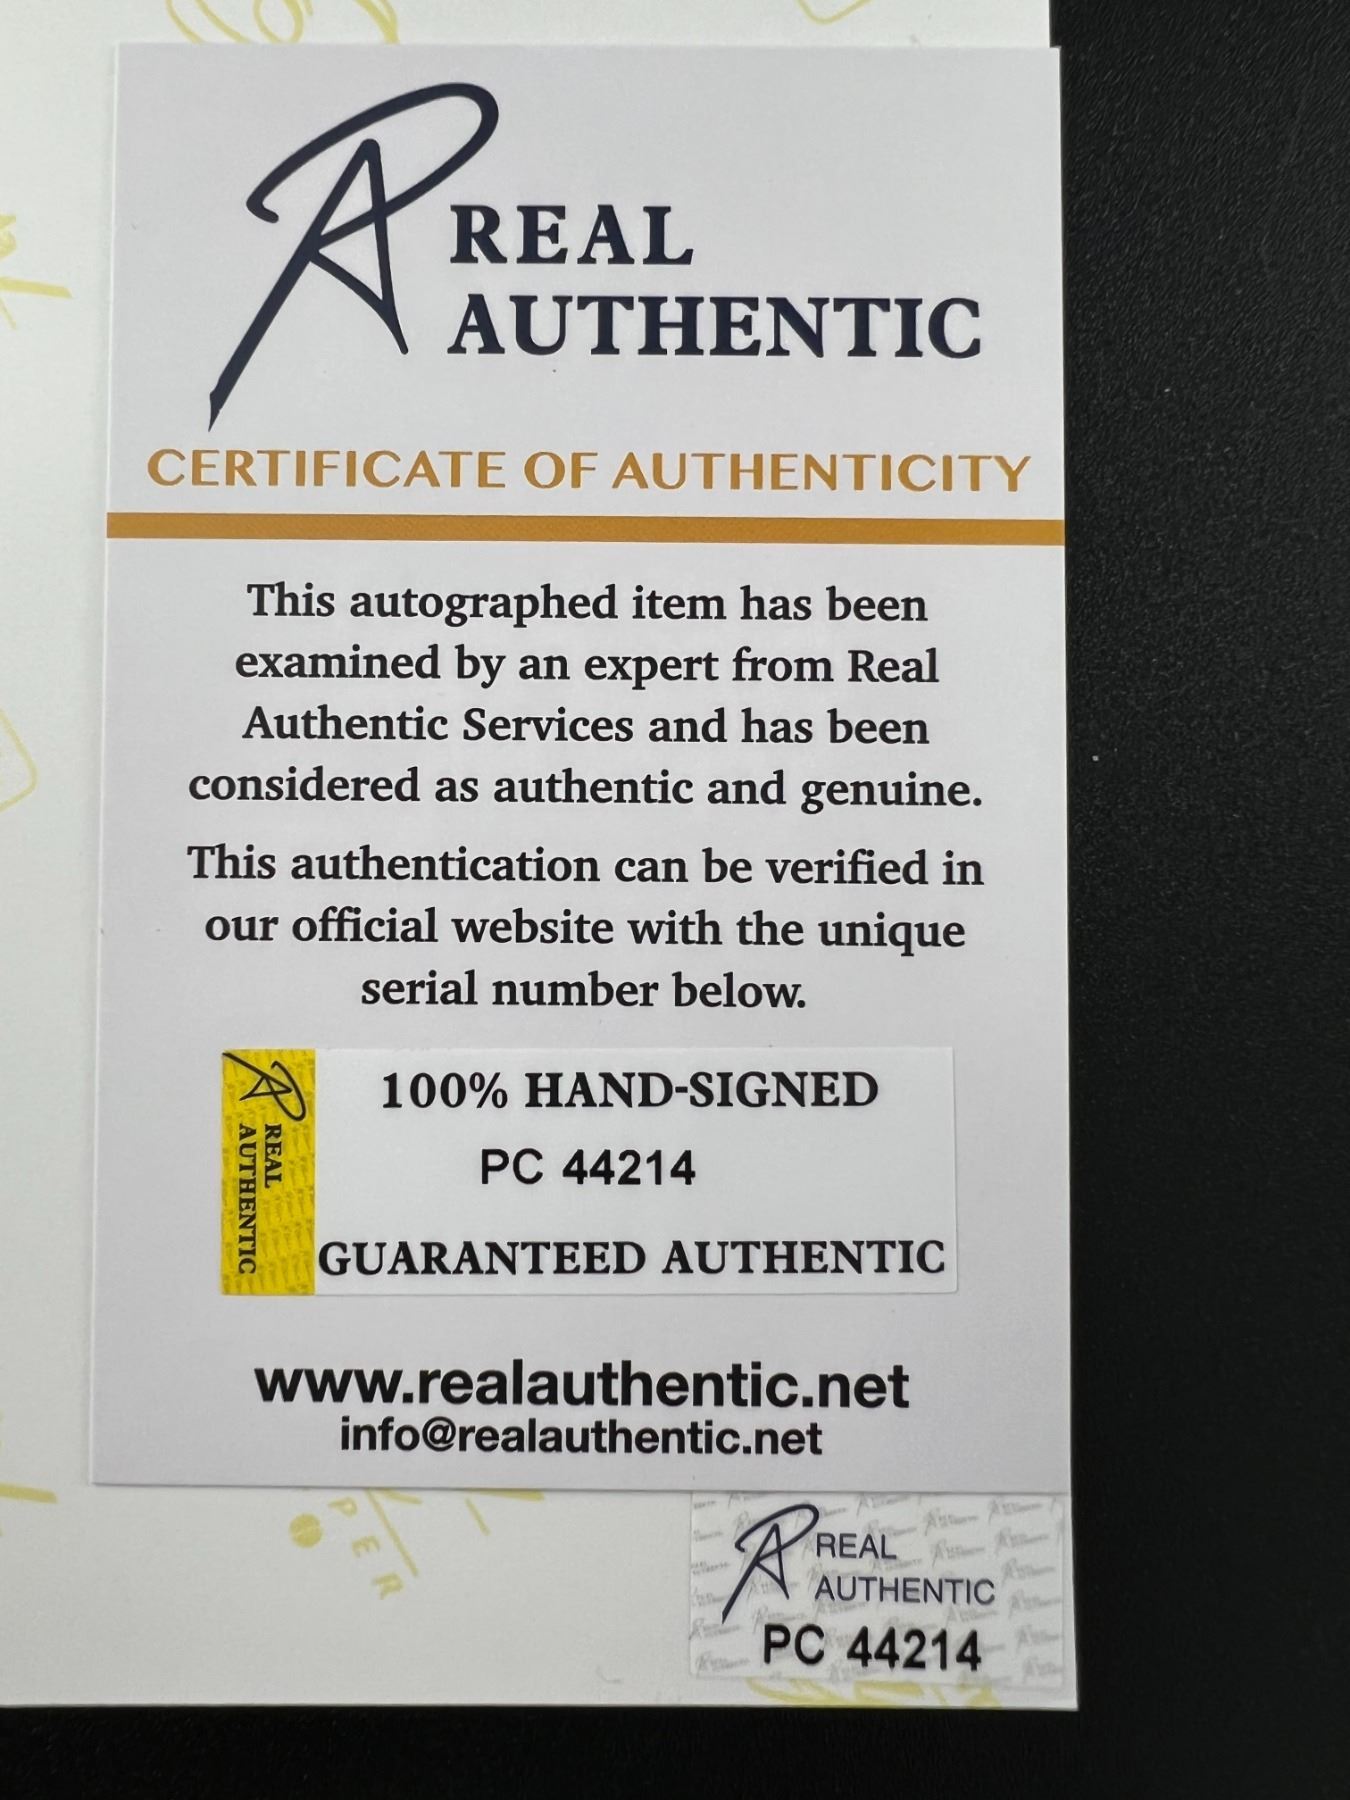 REAL
AUTHENTIC
CERTIFICATE OF AUTHENTICITY
This autographed item has been
examined by an expert from Real
Authentic Services and has been
considered as authentic and genuine.
This authentication can be verified in
our official website with the unique
serial number below.
REAL
AUTHENTIC
100% HAND-SIGNED
PC 44214
GUARANTEED AUTHENTIC
www.realauthentic.net
info@realauthentic.net
PER
REAL
AUTHENTIC
PC 44214